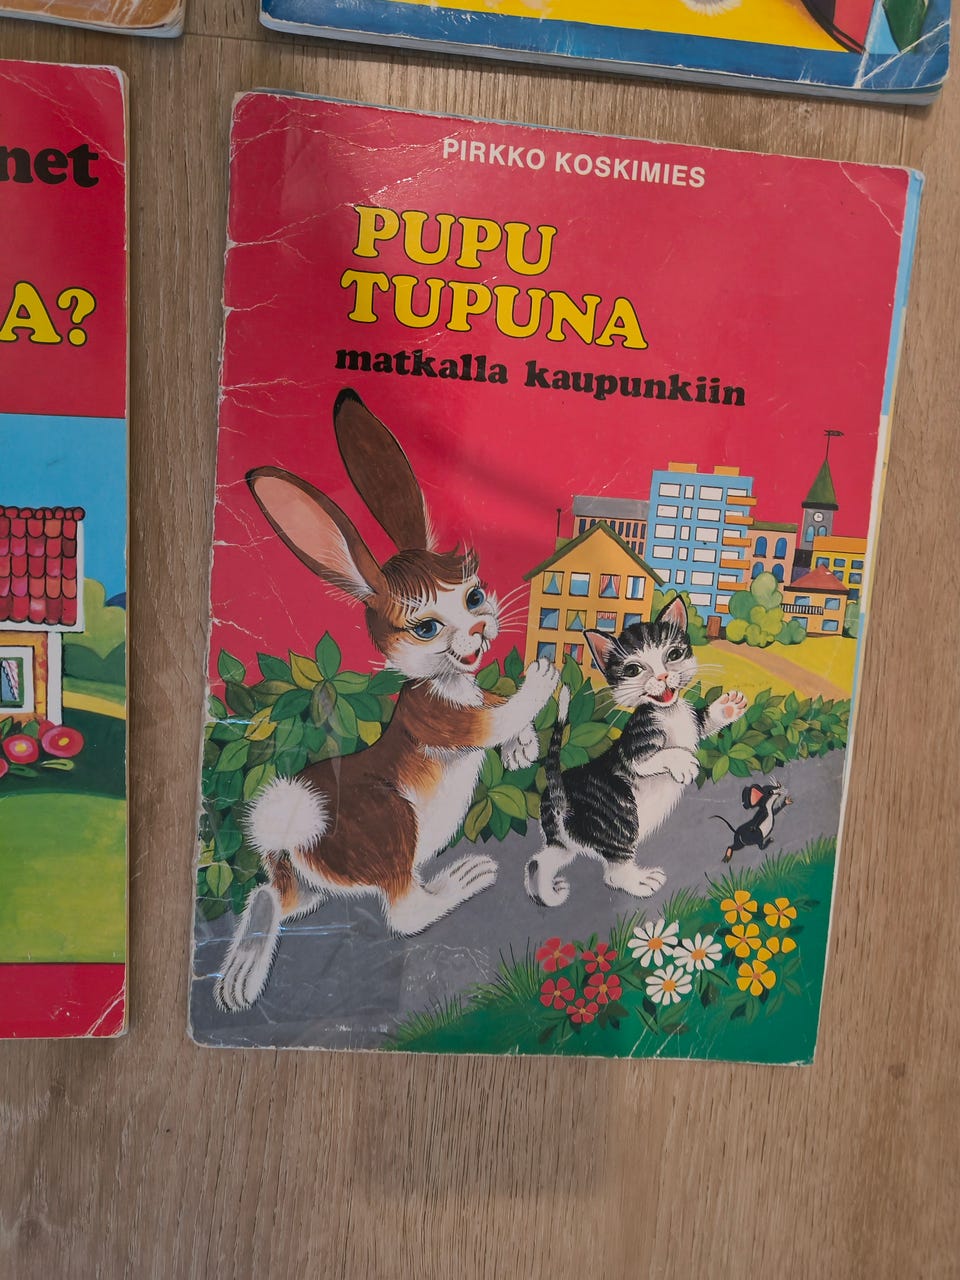 PIRKKO KOSKIMIES
PUPU
TUPUNA
matkalla kaupunkiin
net
A?